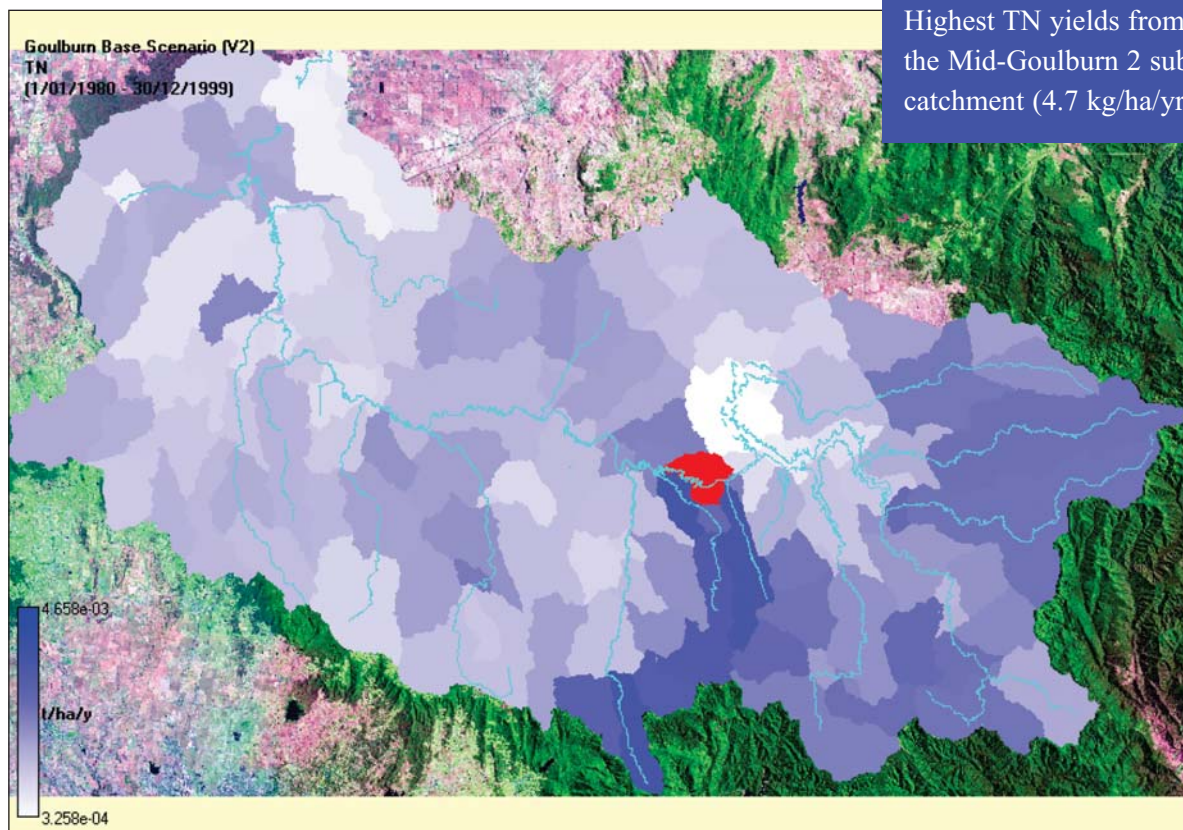 Goulburn Base Scenario (V2)
TN
(1/01/1980 - 30/12/1999)
Highest TN yields from
the Mid-Goulburn 2 sub
catchment (4.7 kg/ha/yr
4.658e-03
t/ha/y
3.258e-04